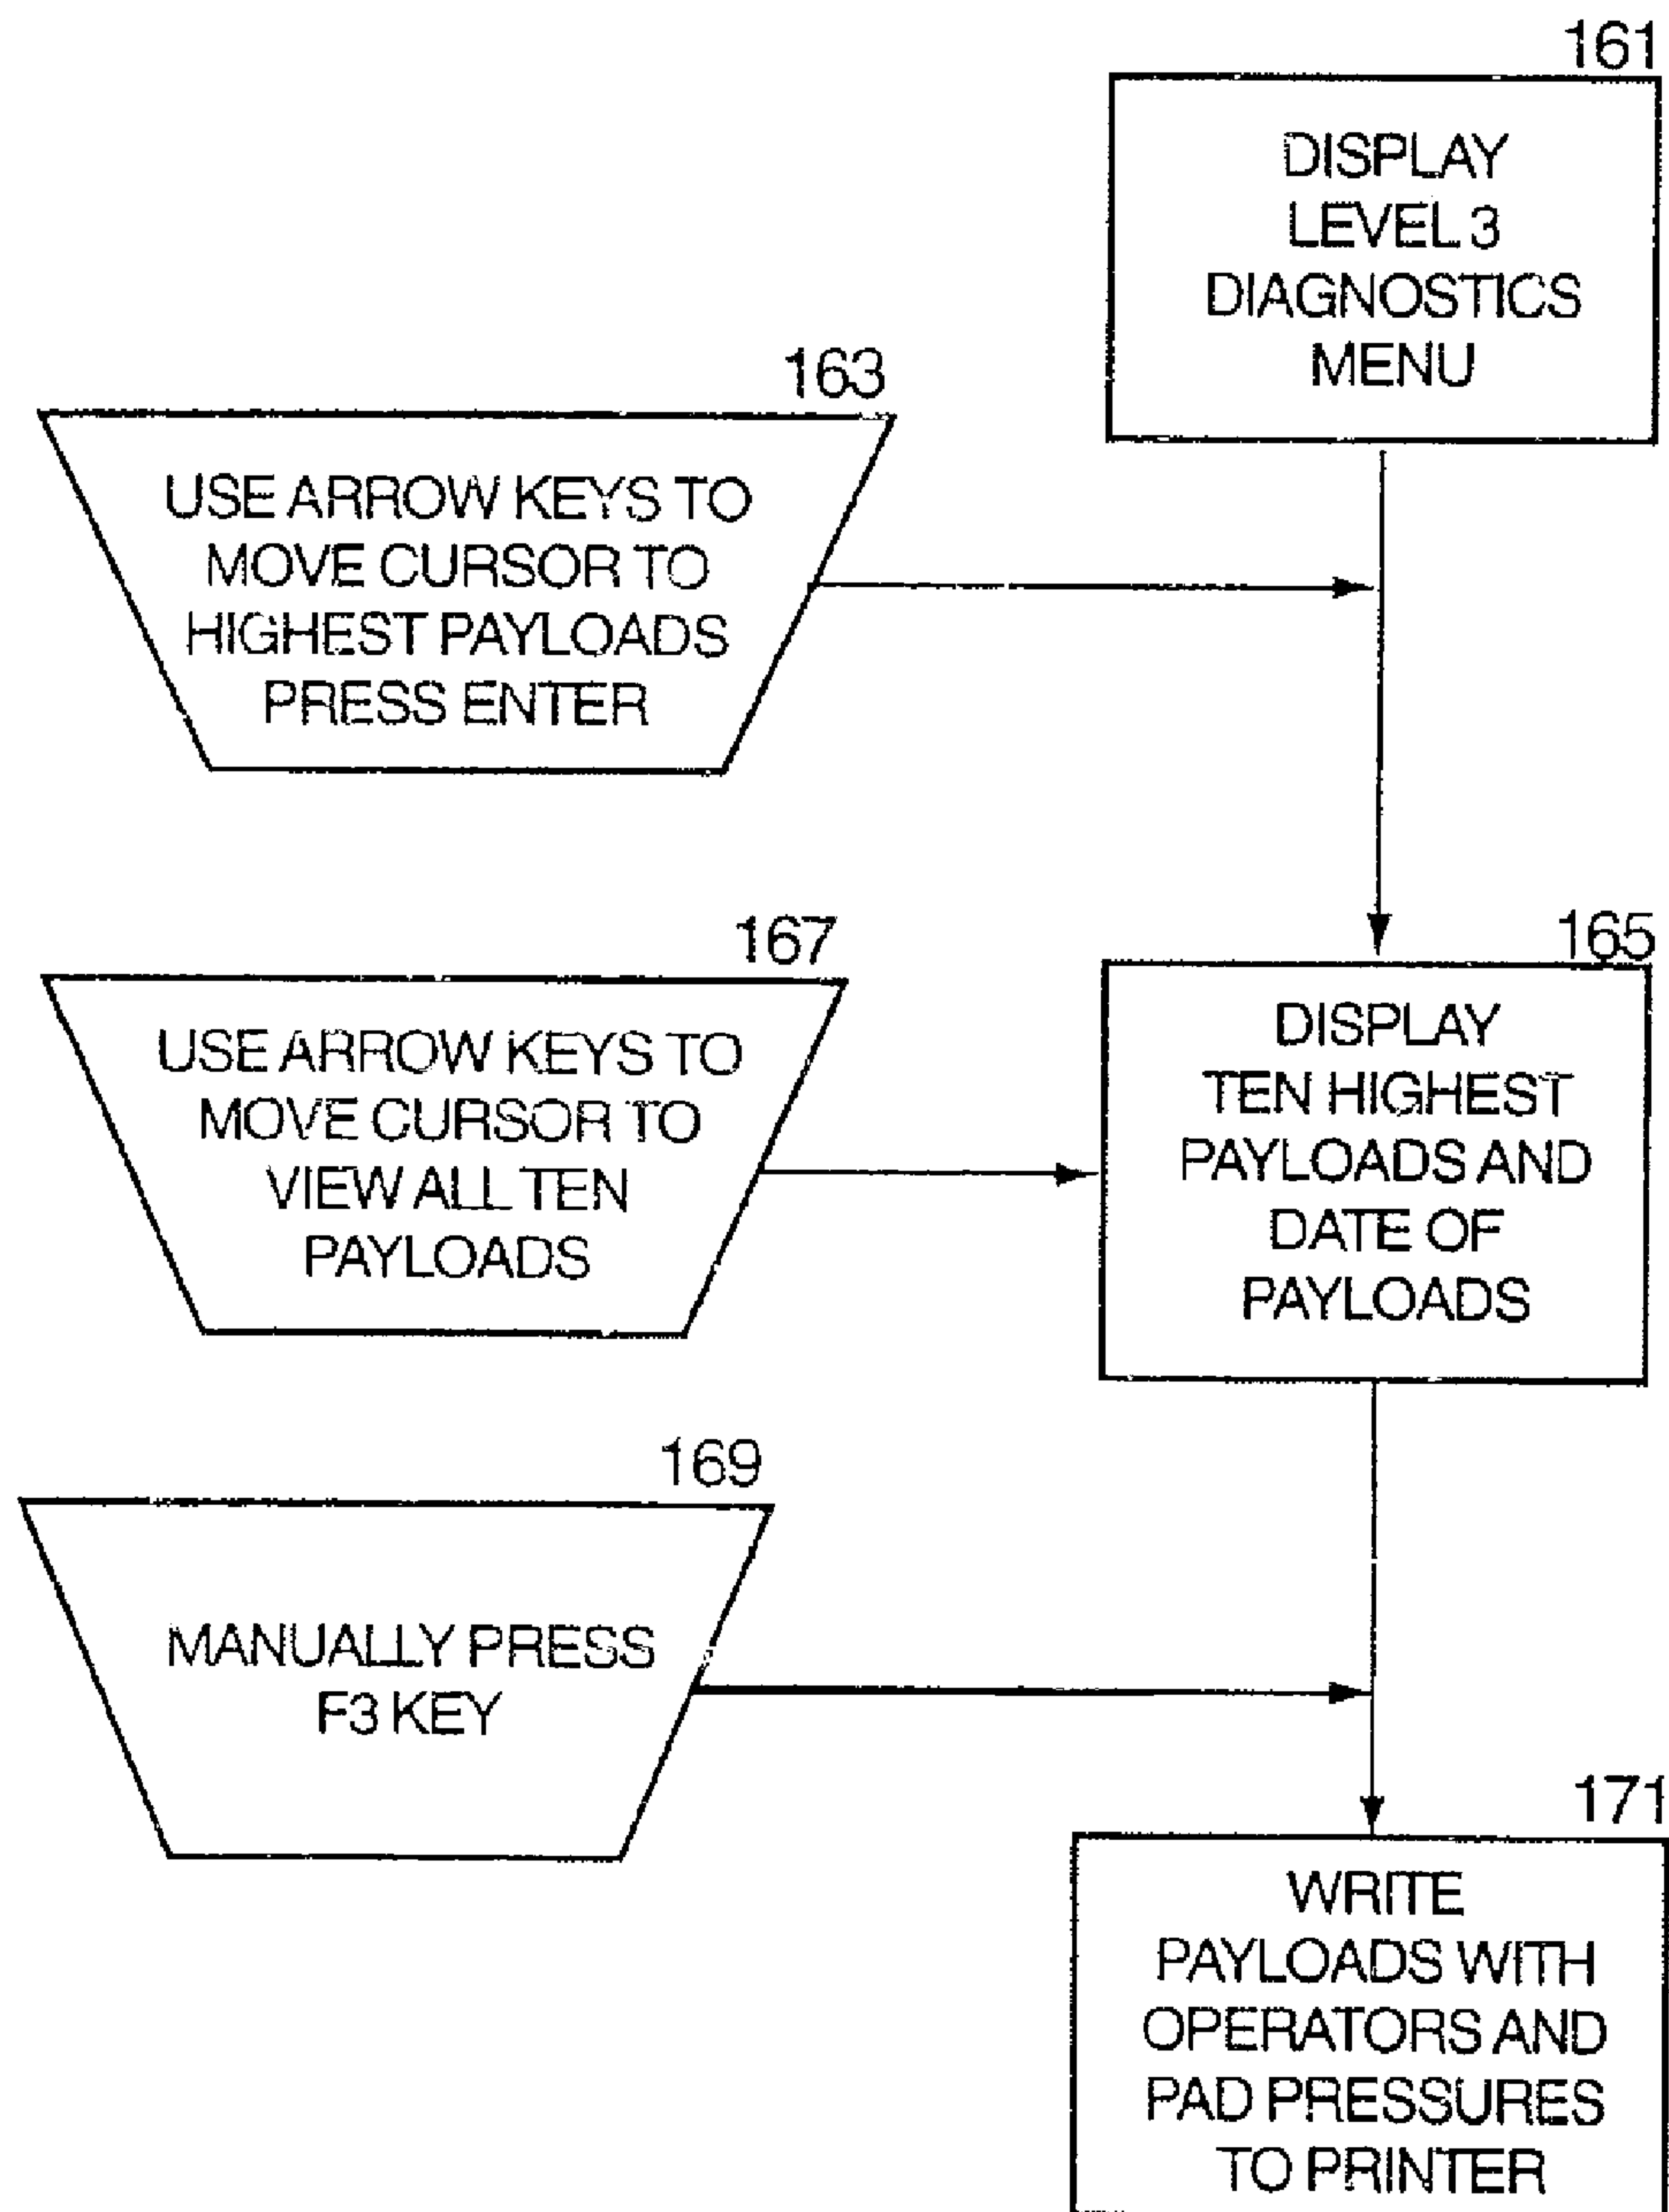 161
DISPLAY
LEVEL 3
DIAGNOSTICS
MENU
163
USE ARROW KEYS TO
MOVE CURSOR TO
HIGHEST PAYLOADS
PRESS ENTER
167
USE ARROW KEYS TO
MOVE CURSOR TO
VIEW ALL TEN
PAYLOADS
165
DISPLAY
TEN HIGHEST
PAYLOADS AND
DATE OF
PAYLOADS
169
MANUALLY PRESS
F3 KEY
171
WRITE
PAYLOADS WITH
OPERATORS AND
PAD PRESSURES
TO PRINTER